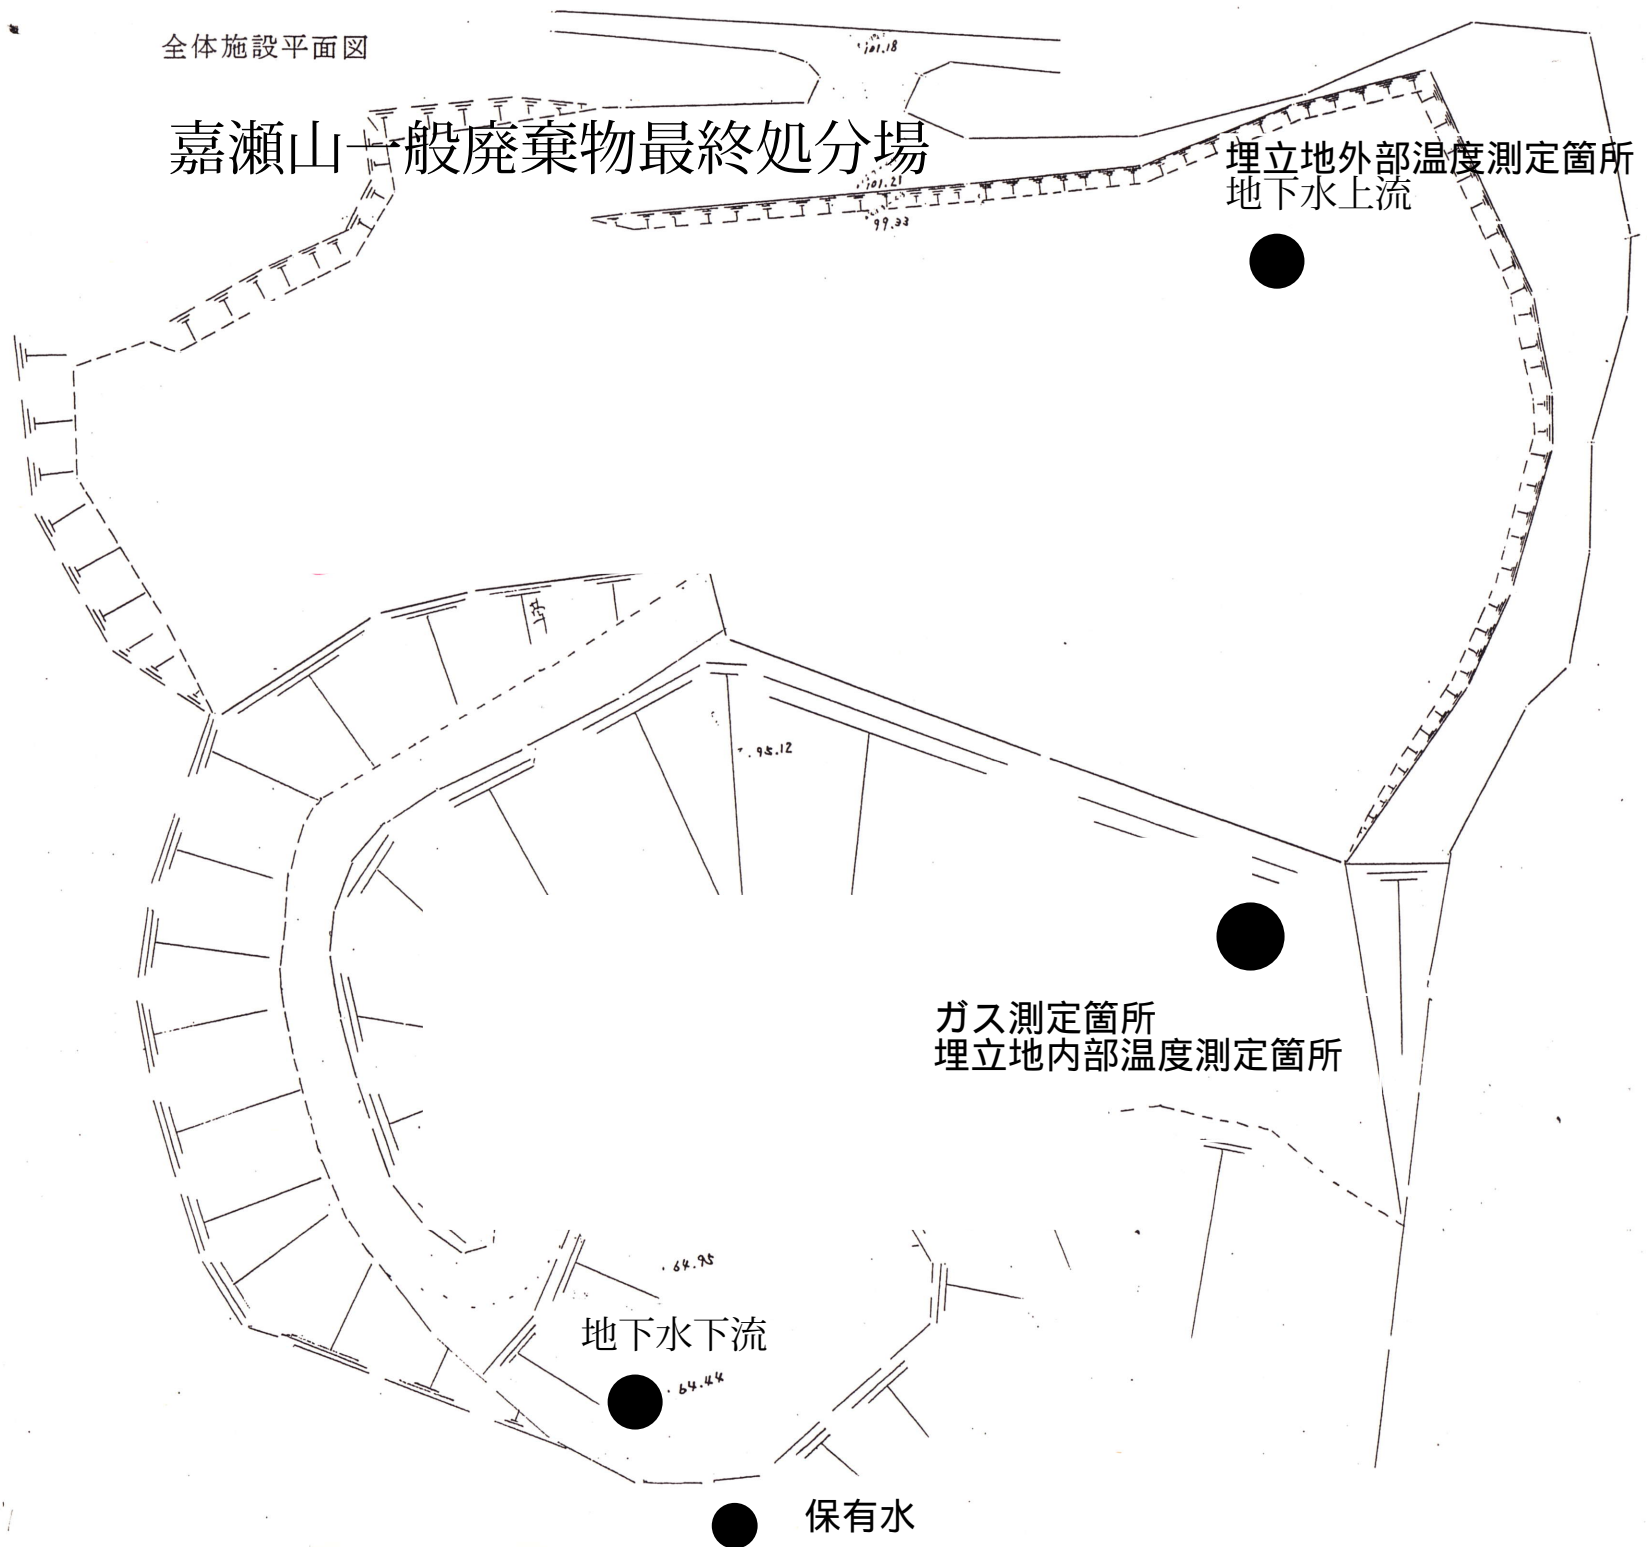 全体施設平面図
101.18
嘉瀬山一般廃棄物最終処分場
埋立地外部温度測定箇所
地下水上流
101.21
99.33
95.12
ガス測定箇所
埋立地内部温度測定箇所
64.95
地下水下流
64.44
保有水